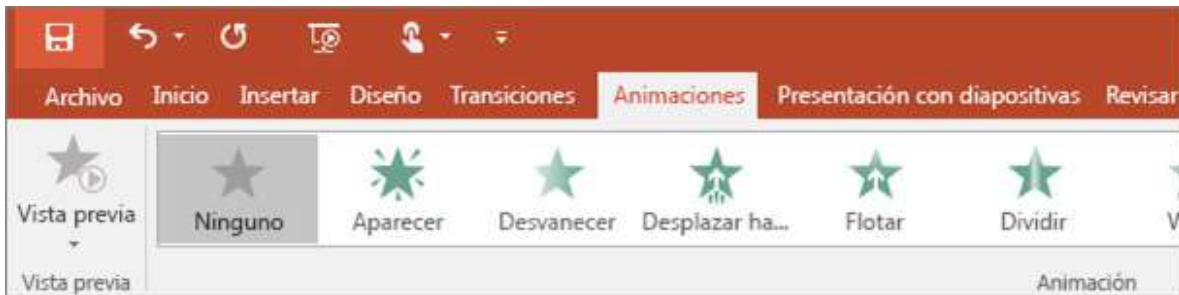 Archivo Inicio Insertar Diseño Transiciones Animaciones Presentación con diapositivas Revisar
Vista previa Ninguno Aparecer Desvanecer Desplazar ha... Flotar Dividir
Vista previa Animación